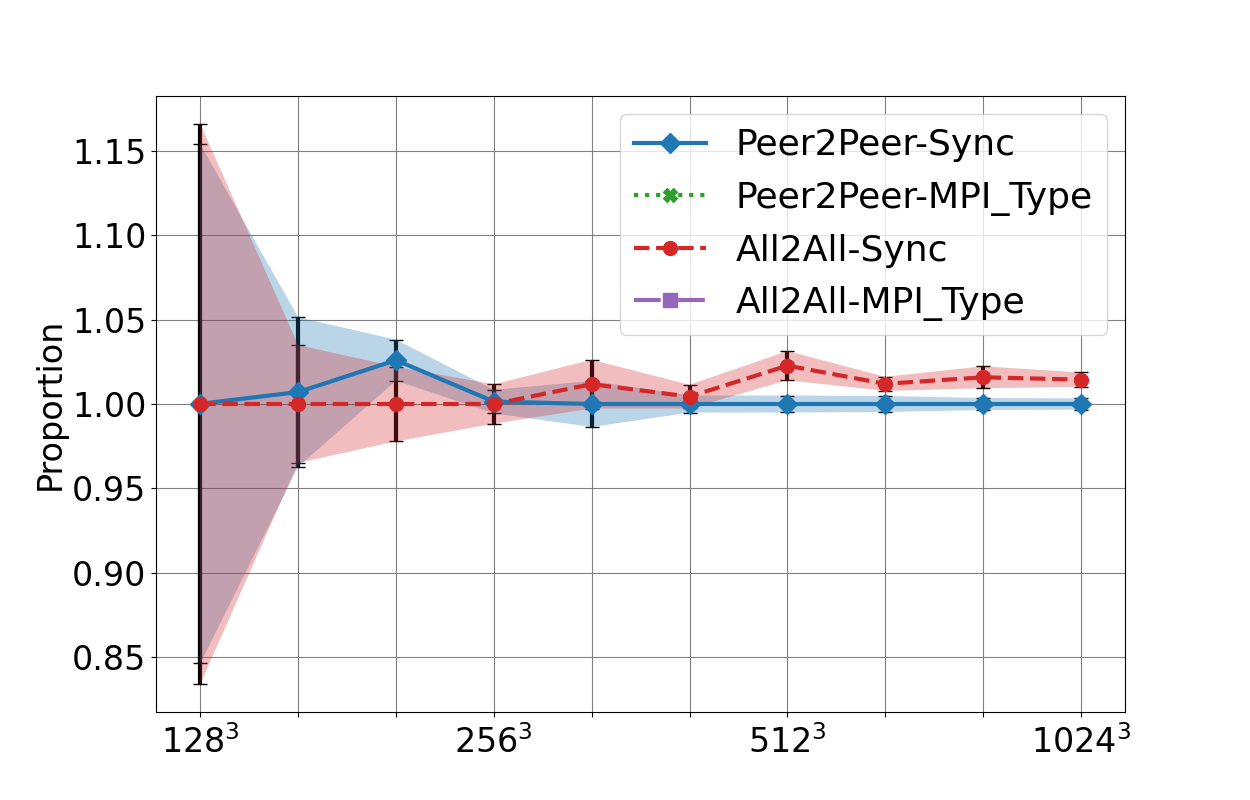 Proportion
1.15
1.10
1.05
1.00
0.95
0.90
0.85
Peer2Peer-Sync
Peer2Peer-MPI_Type
All2All-Sync
All2All-MPI_Type
128³ 256³ 512³ 1024³